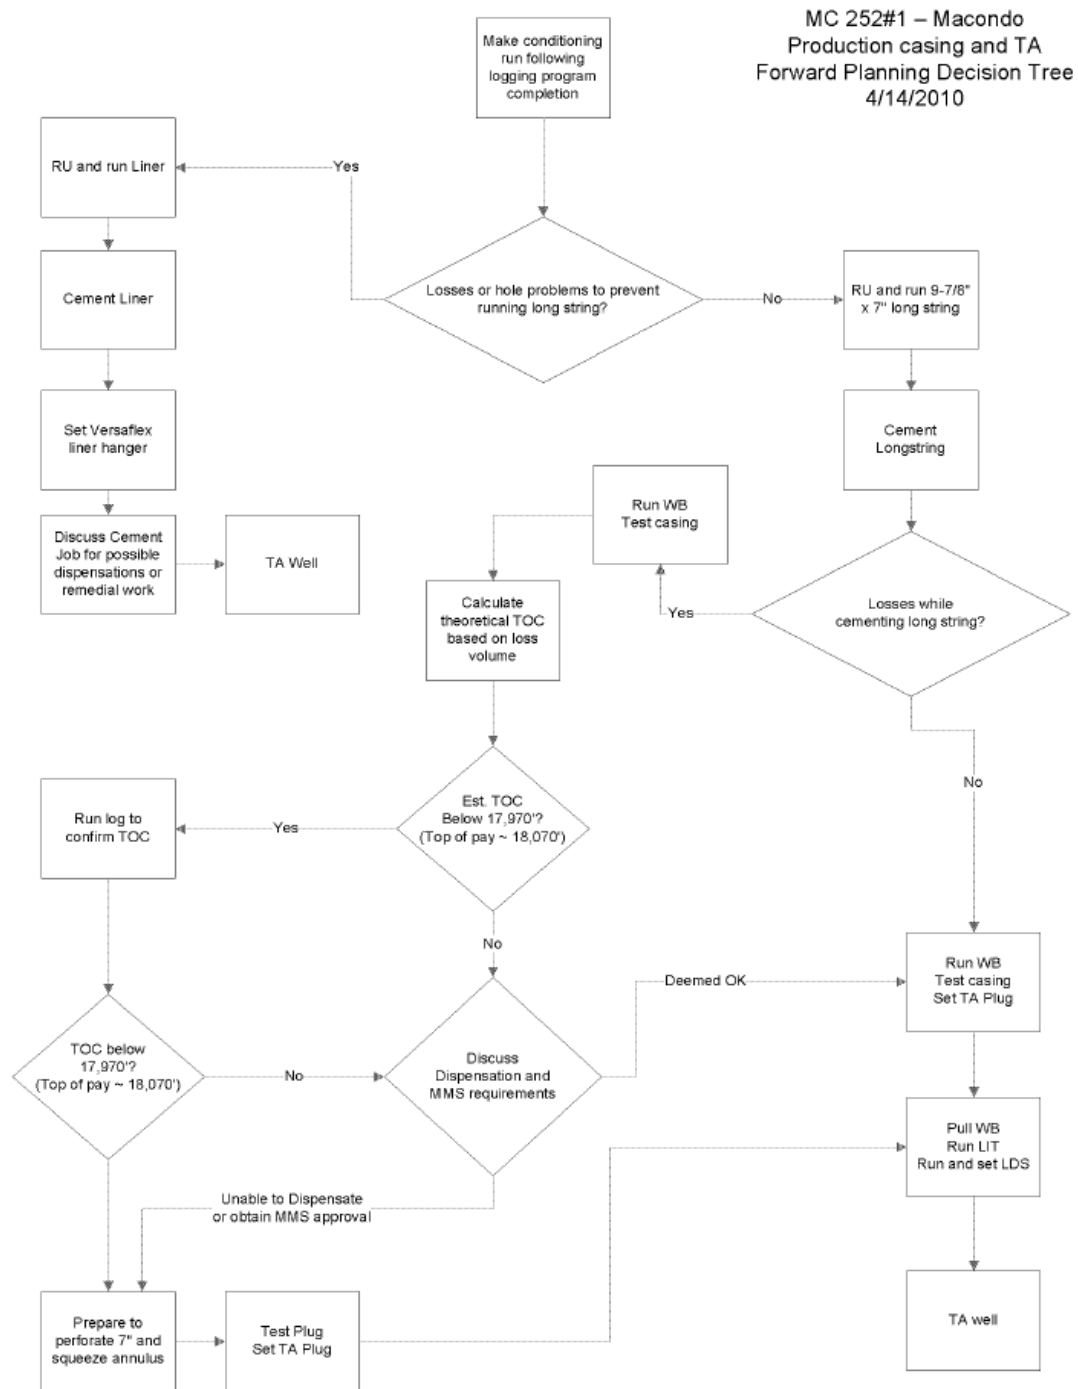 MC 252#1 – Macondo
Production casing and TA
Forward Planning Decision Tree
4/14/2010
Make conditioning
run following
logging program
completion
RU and run Liner
Yes
Cement Liner
Losses or hole problems to prevent
running long string?
No
RU and run 9-7/8"
x 7" long string
Set Versaflex
liner hanger
Cement
Longstring
Run WB
Test casing
Discuss Cement
Job for possible
dispensations or
remedial work
TA Well
Calculate
theoretical TOC
based on loss
volume
Yes
Losses while
cementing long string?
No
Run log to
confirm TOC
Yes
Est. TOC
Below 17,970'?
(Top of pay ~ 18,070')
No
Run WB
Test casing
Set TA Plug
Deemed OK
TOC below
17,970'?
(Top of pay ~ 18,070')
No
Discuss
Dispensation and
MMS requirements
Pull WB
Run LIT
Run and set LDS
Unable to Dispensate
or obtain MMS approval
Prepare to
perforate 7" and
squeeze annulus
Test Plug
Set TA Plug
TA well